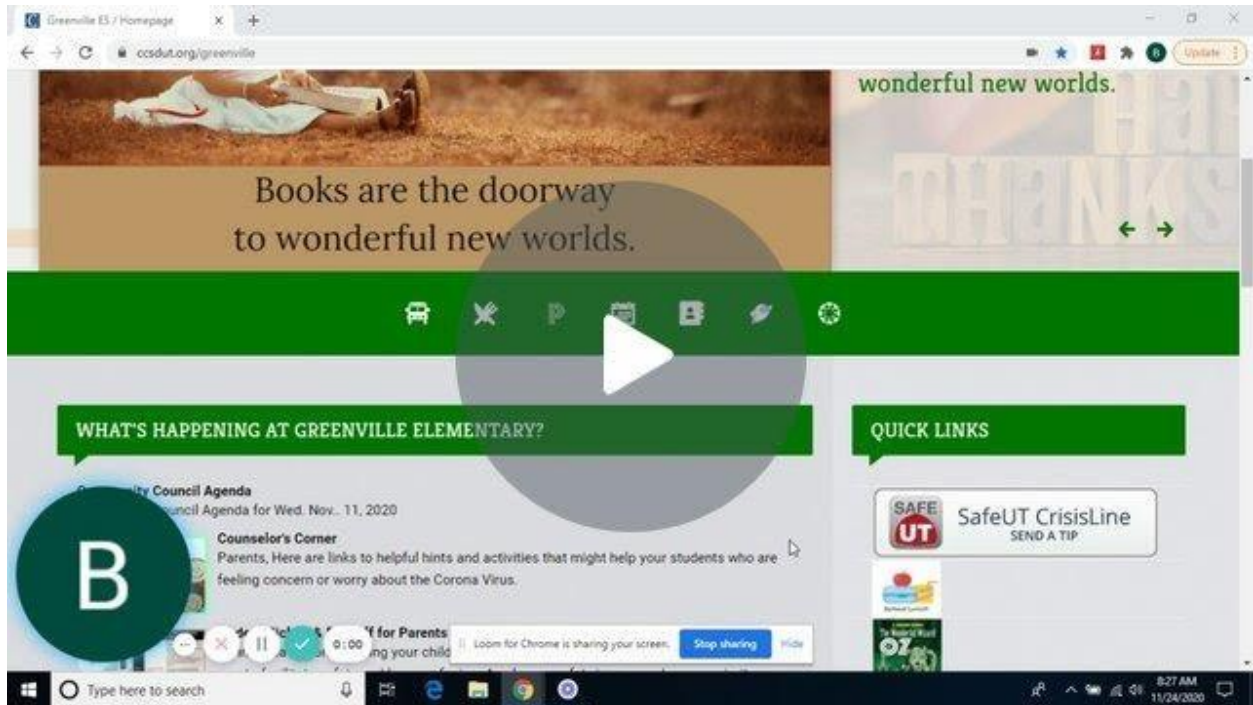 Greenville ES / Homepage
ccsdut.org/greenville
B
Update
wonderful new worlds.
THANKS
Books are the doorway
to wonderful new worlds.
P
WHAT'S HAPPENING AT GREENVILLE ELEMENTARY?
QUICK LINKS
Council Agenda
Agenda for Wed. Nov.. 11, 2020
Counselor's Corner
Parents, Here are links to helpful hints and activities that might help your students who are
feeling concern or worry about the Corona Virus.
B
SAFE
UT
SafeUT CrisisLine
SEND A TIP
OZ
for Parents
your child
0:00
Loom for Chrome is sharing your screen.
Stop sharing
Hide
Type here to search
8:27 AM
11/24/2020